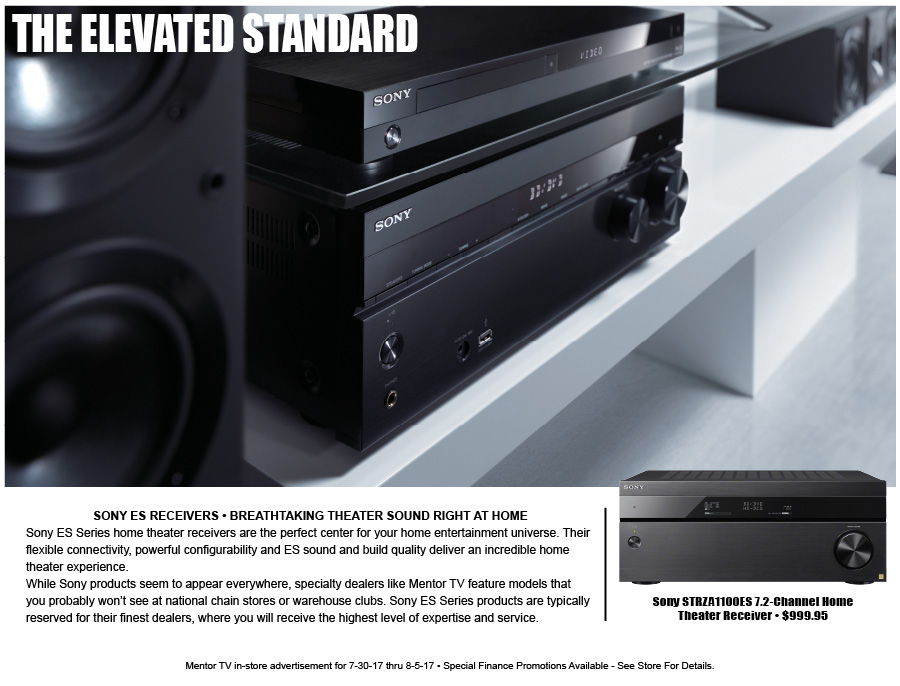 THE ELEVATED STANDARD
VIDEO
SONY
SONY
SONY
SONY ES RECEIVERS • BREATHTAKING THEATER SOUND RIGHT AT HOME
Sony ES Series home theater receivers are the perfect center for your home entertainment universe. Their
flexible connectivity, powerful configurability and ES sound and build quality deliver an incredible home
theater experience.
While Sony products seem to appear everywhere, specialty dealers like Mentor TV feature models that
you probably won't see at national chain stores or warehouse clubs. Sony ES Series products are typically
reserved for their finest dealers, where you will receive the highest level of expertise and service.
Sony STRZA1100ES 7.2-Channel Home
Theater Receiver • $999.95
Mentor TV in-store advertisement for 7-30-17 thru 8-5-17 • Special Finance Promotions Available - See Store For Details.